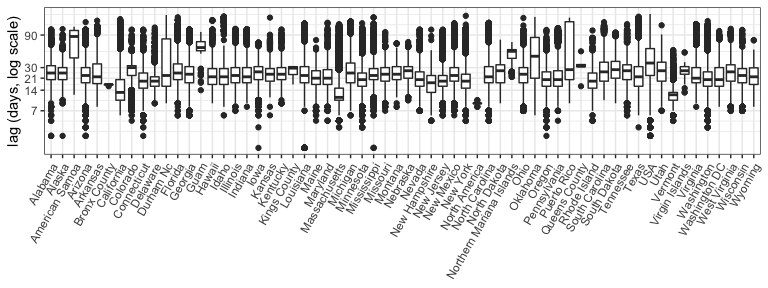 lag (days, log scale)
90
30
21
14
7
Alabama
Alaska
American Samoa
Arizona
Arkansas
Bronx County
California
Colorado
Connecticut
Delaware
Durham Nc
Florida
Georgia
Guam
Hawaii
Idaho
Illinois
Indiana
Iowa
Kansas
Kentucky
Kings County
Louisiana
Maine
Maryland
Massachusetts
Michigan
Minnesota
Mississippi
Missouri
Montana
Nebraska
Nevada
New Hampshire
New Jersey
New Mexico
New York
North America
North Carolina
North Dakota
Northern Mariana Islands
Ohio
Oklahoma
Oregon
Pennsylvania
Puerto Rico
Queens County
Rhode Island
South Carolina
South Dakota
Tennessee
Texas
USA
Utah
Vermont
Virgin Islands
Virginia
Washington
Washington DC
West Virginia
Wisconsin
Wyoming